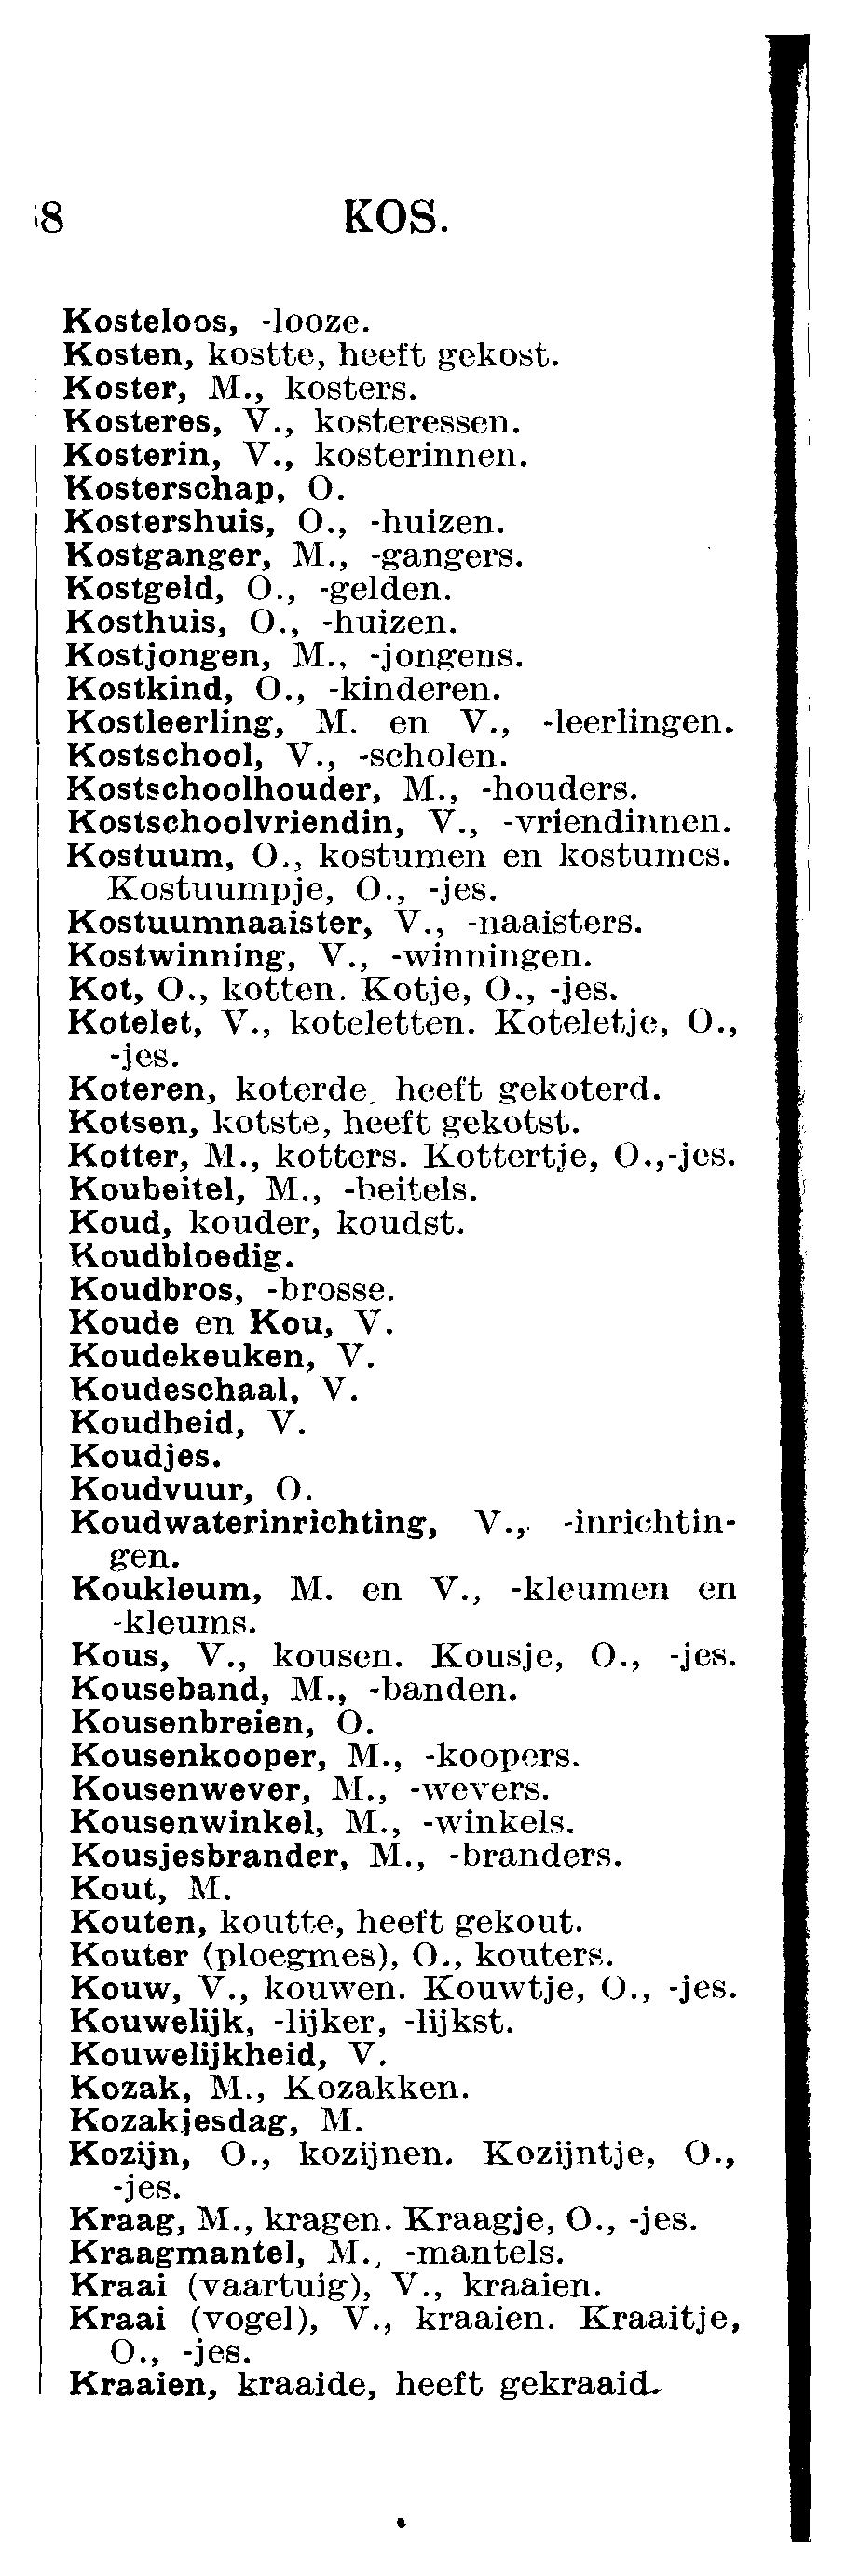 8 KOS.
Kosteloos, -looze.
Kosten, kostte, heeft gekost.
Koster, M., kosters.
Kosteres, V., kosteressen.
Kosterin, V., kosterinnen.
Kosterschap, O.
Kostershuis, O., -huizen.
Kostganger, M., -gangers.
Kostgeld, O., -gelden.
Kosthuis, O., -huizen.
Kostjongen, M., -jongens.
Kostkind, O., -kinderen.
Kostleerling, M. en V., -leerlingen.
Kostschool, V., -scholen.
Kostschoolhouder, M., -houders.
Kostschoolvriendin, V., -vriendinnen.
Kostuum, O., kostumen en kostumes.
Kostuumpje, O., -jes.
Kostuumnaaister, V., -naaisters.
Kostwinning, V., -winningen.
Kot, O., kotten. Kotje, O., -jes.
Kotelet, V., koteletten. Koteletje, O.,
-jes.
Koteren, koterde, heeft gekoterd.
Kotsen, kotste, heeft gekotst.
Kotter, M., kotters. Kottertje, O.,-jes.
Koubeitel, M., -beitels.
Koud, kouder, koudst.
Koudbloedig.
Koudbros, -brosse.
Koude en Kou, V.
Koudekeuken, V.
Koudeschaal, V.
Koudheid, V.
Koudjes.
Koudvuur, O.
Koudwaterinrichting, V., -inrichtin-
gen.
Koukleum, M. en V., -kleumen en
-kleums.
Kous, V., kousen. Kousje, O., -jes.
Kouseband, M., -banden.
Kousenbreien, O.
Kousenkooper, M., -koopers.
Kousenwever, M., -wevers.
Kousenwinkel, M., -winkels.
Kousjesbrander, M., -branders.
Kout, M.
Kouten, koutte, heeft gekout.
Kouter (ploegmes), O., kouters.
Kouw, V., kouwen. Kouwtje, O., -jes.
Kouwelijk, -lijker, -lijkst.
Kouwelijkheid, V.
Kozak, M., Kozakken.
Kozakjesdag, M.
Kozijn, O., kozijnen. Kozijntje, O.,
-jes.
Kraag, M., kragen. Kraagje, O., -jes.
Kraagmantel, M., -mantels.
Kraai (vaartuig), V., kraaien.
Kraai (vogel), V., kraaien. Kraaitje,
O., -jes.
Kraaien, kraaide, heeft gekraaid.